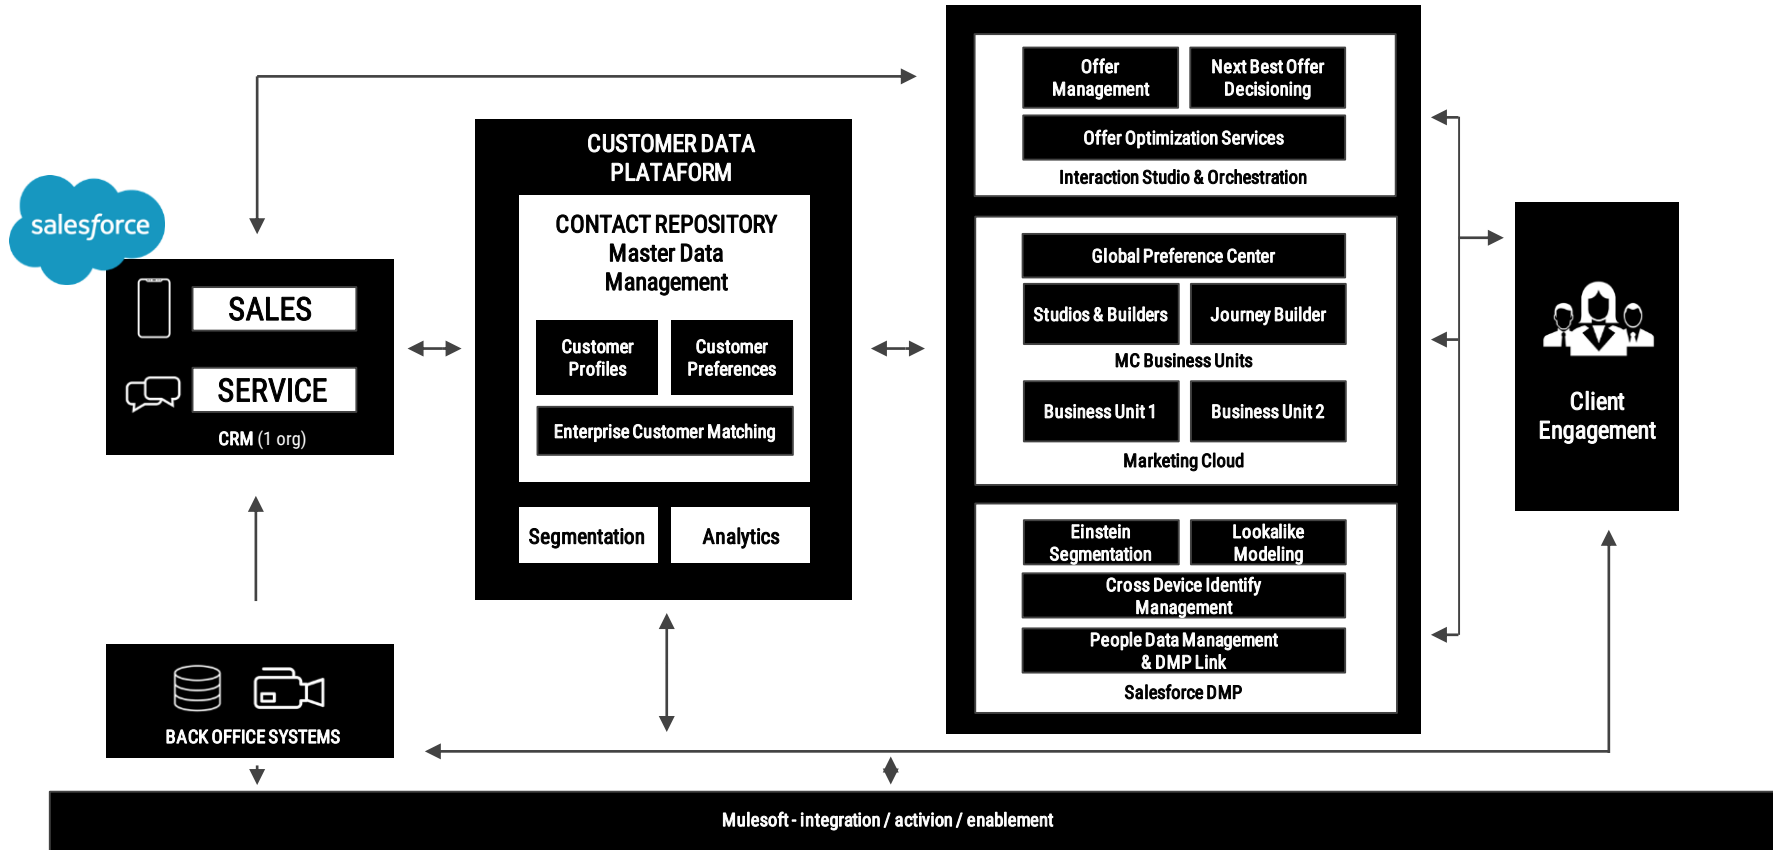 salesforce
SALES
SERVICE
CRM (1 org)
BACK OFFICE SYSTEMS
CUSTOMER DATA
PLATAFORM
CONTACT REPOSITORY
Master Data
Management
Customer
Profiles
Customer
Preferences
Enterprise Customer Matching
Segmentation
Analytics
Offer
Management
Next Best Offer
Decisioning
Offer Optimization Services
Interaction Studio & Orchestration
Global Preference Center
Studios & Builders
Journey Builder
MC Business Units
Business Unit 1
Business Unit 2
Marketing Cloud
Einstein
Segmentation
Lookalike
Modeling
Cross Device Identify
Management
People Data Management
& DMP Link
Salesforce DMP
Client
Engagement
Mulesoft - integration / activion / enablement